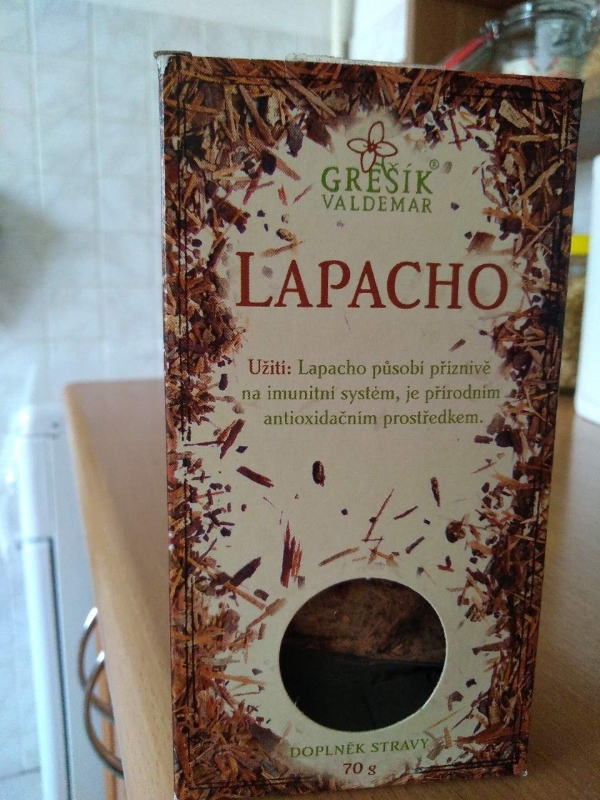 GREŠÍK®
VALDEMAR
LAPACHO
Užití: Lapacho působí příznivě
na imunitní systém, je přírodním
antioxidačním prostředkem.
DOPLNĚK STRAVY
70 g